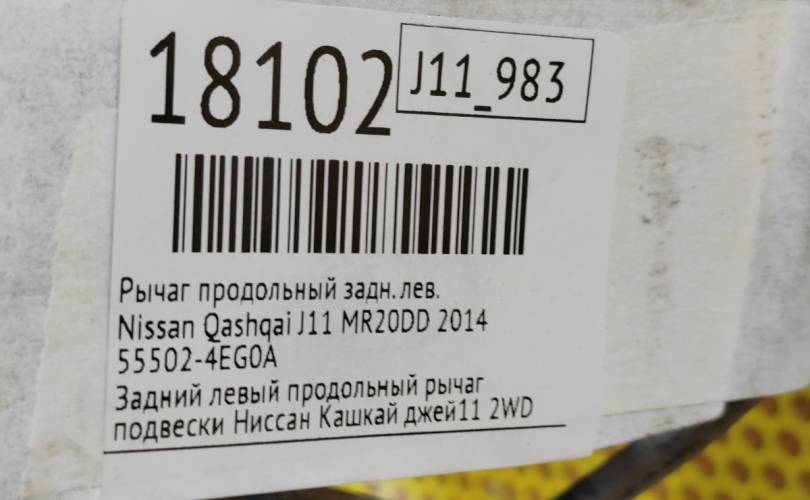 18102
J11_983
Рычаг продольный задн. лев.
Nissan Qashqai J11 MR20DD 2014
55502-4EG0A
Задний левый продольный рычаг
подвески Ниссан Кашкай джей11 2WD